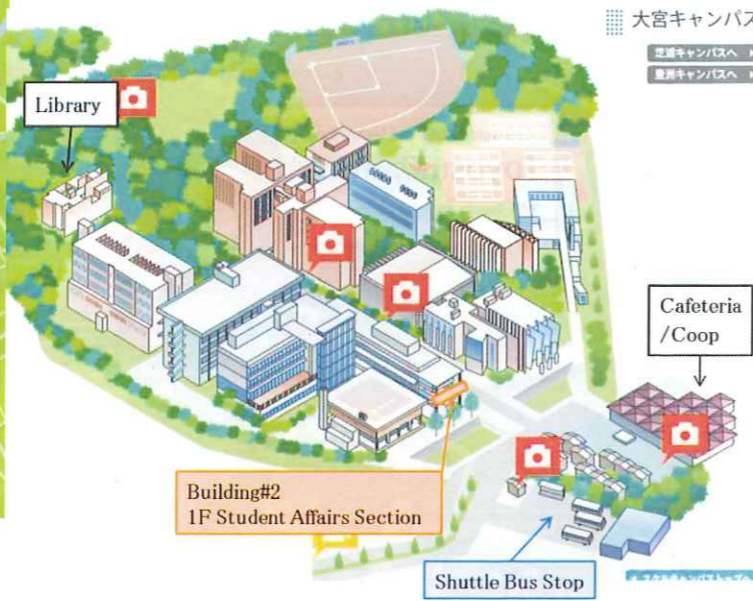 大宮キャンパス
芝浦キャンパスへ
豊洲キャンパスへ
Library
Cafeteria
/Coop
Building#2
1F Student Affairs Section
Shuttle Bus Stop